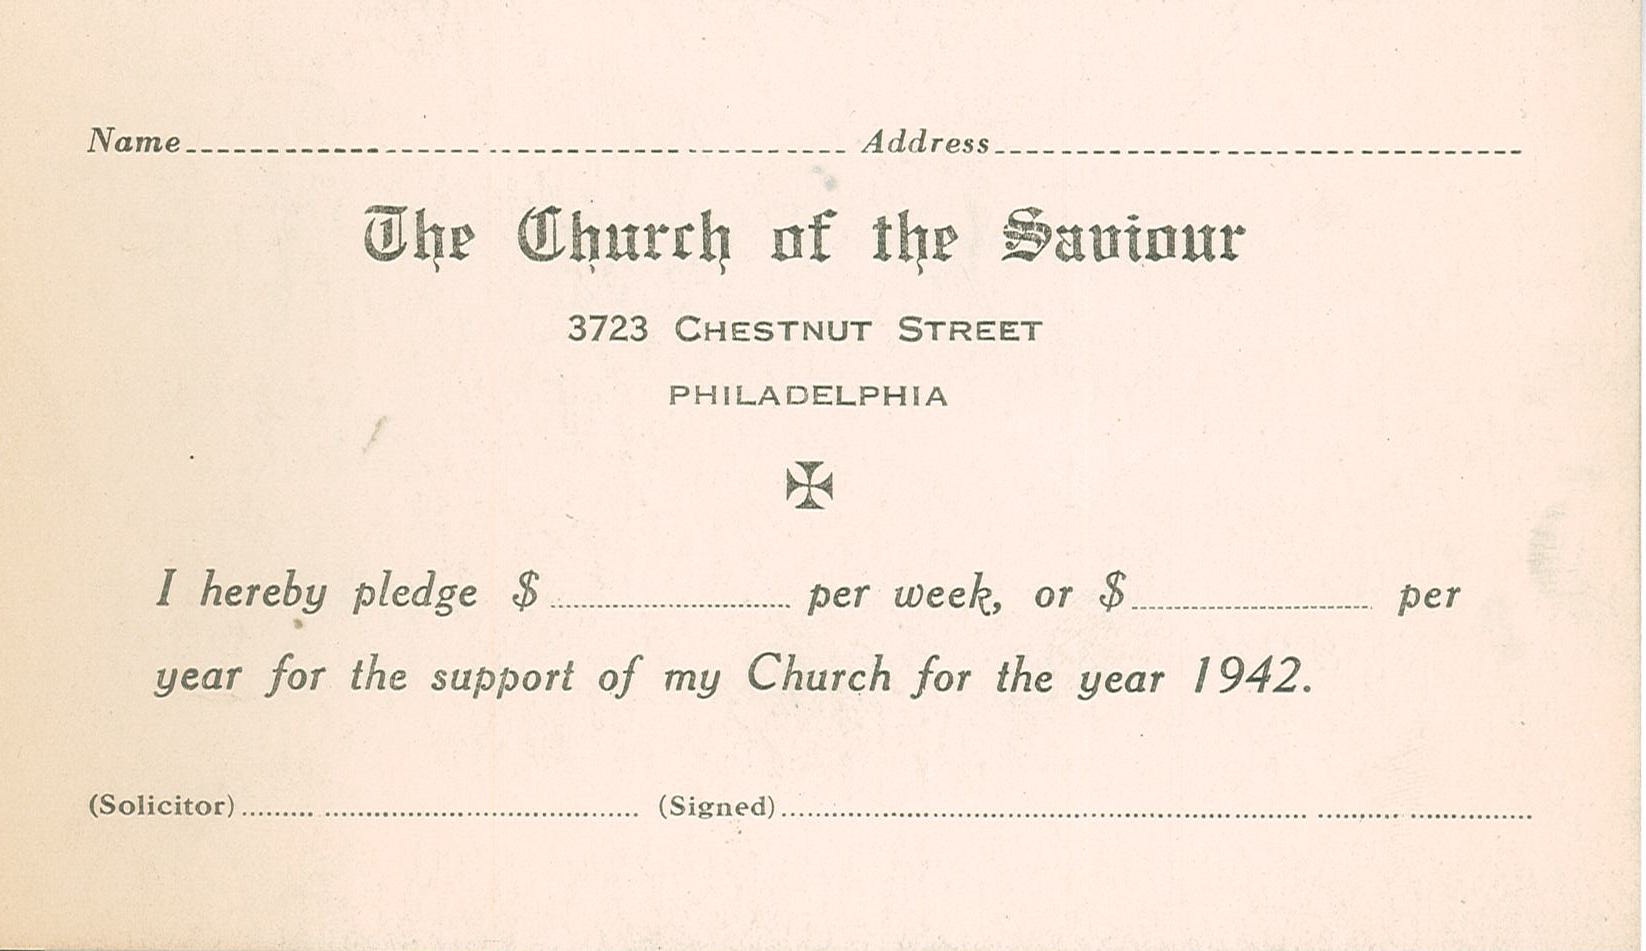 Name Address
The Church of the Saviour
3723 CHESTNUT STREET
PHILADELPHIA
I hereby pledge $ per week, or $ per
year for the support of my Church for the year 1942.
(Solicitor) (Signed)